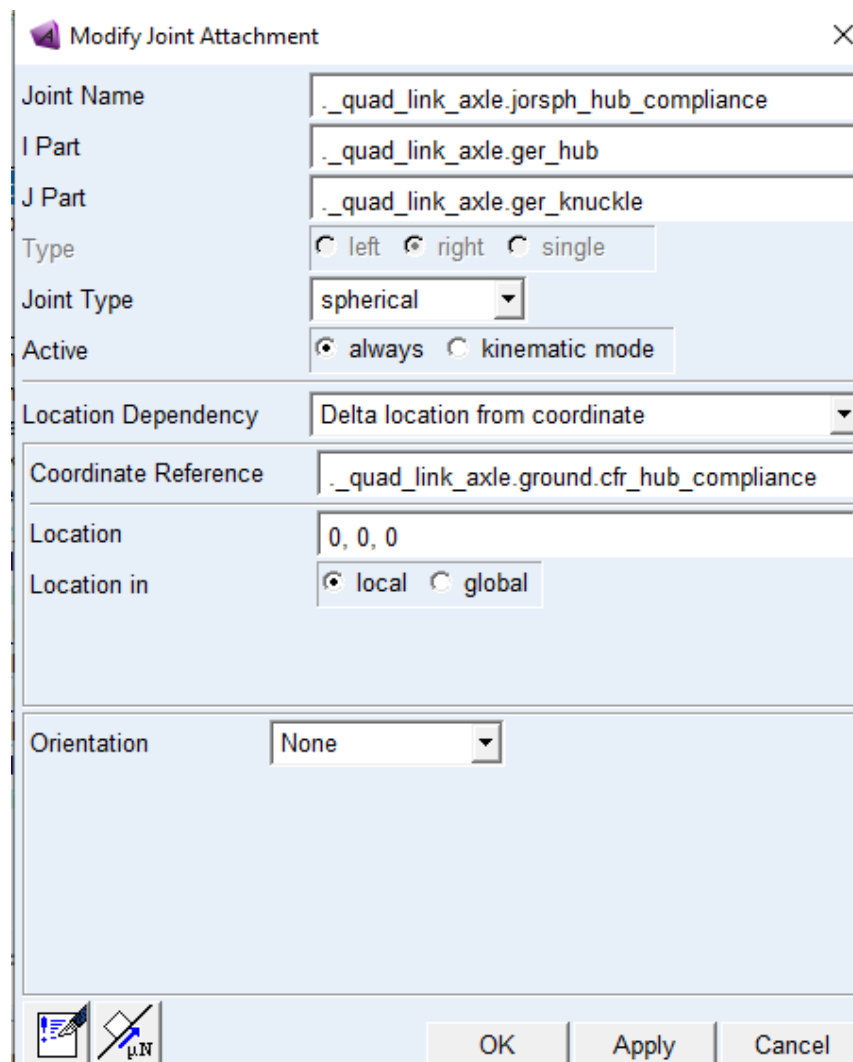 Modify Joint Attachment
Joint Name ._quad_link_axle.jorsph_hub_compliance
I Part ._quad_link_axle.ger_hub
J Part ._quad_link_axle.ger_knuckle
Type left right single
Joint Type spherical
Active always kinematic mode
Location Dependency Delta location from coordinate
Coordinate Reference ._quad_link_axle.ground.cfr_hub_compliance
Location 0, 0, 0
Location in local global
Orientation None
μN
OK Apply Cancel